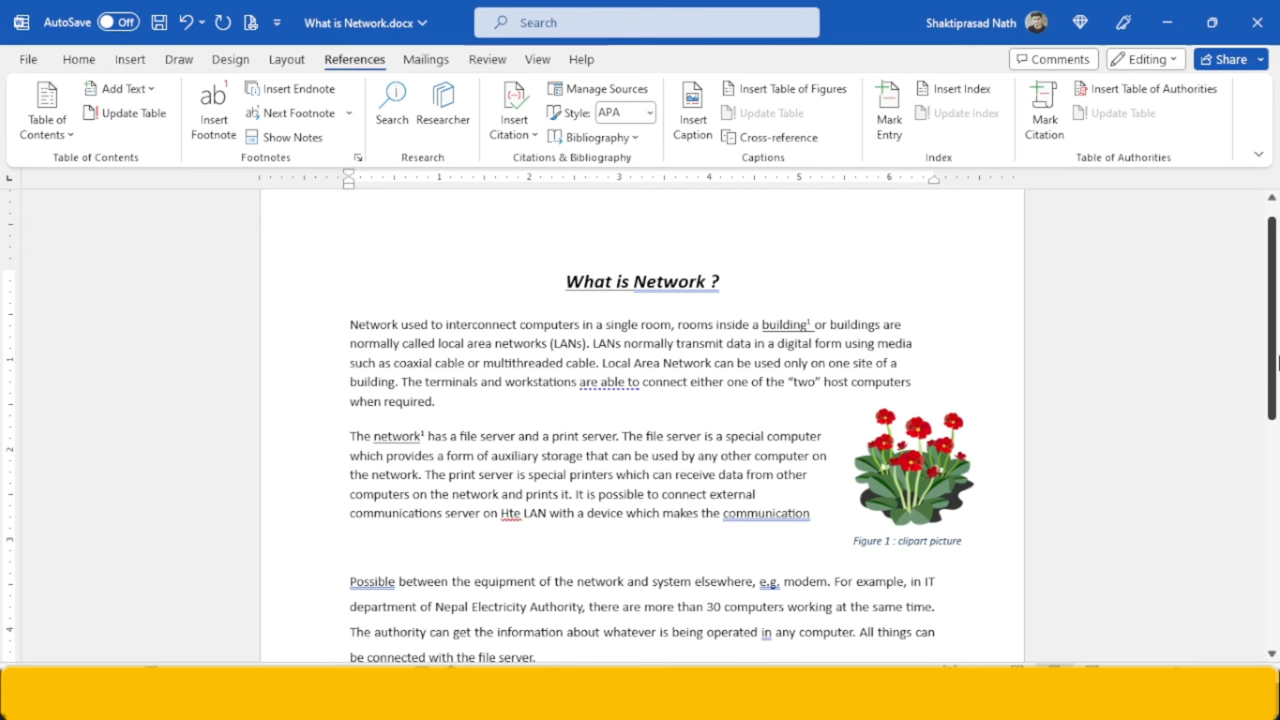 AutoSave Off What is Network.docx Search Shaktiprasad Nath
File Home Insert Draw Design Layout References Mailings Review View Help Comments Editing Share
Table of Contents
Add Text
Update Table
Table of Contents
Insert Footnote
Insert Endnote
Next Footnote
Show Notes
Footnotes
Search
Researcher
Research
Insert Citation
Manage Sources
Style: APA
Bibliography
Citations & Bibliography
Insert Caption
Insert Table of Figures
Update Table
Cross-reference
Captions
Mark Entry
Insert Index
Update Index
Index
Mark Citation
Insert Table of Authorities
Update Table
Table of Authorities
1 2 3 4 5 6
What is Network ?
Network used to interconnect computers in a single room, rooms inside a building¹ or buildings are
normally called local area networks (LANs). LANs normally transmit data in a digital form using media
such as coaxial cable or multithreaded cable. Local Area Network can be used only on one site of a
building. The terminals and workstations are able to connect either one of the “two” host computers
when required.
The network¹ has a file server and a print server. The file server is a special computer
which provides a form of auxiliary storage that can be used by any other computer on
the network. The print server is special printers which can receive data from other
computers on the network and prints it. It is possible to connect external
communications server on Hte LAN with a device which makes the communication
Figure 1 : clipart picture
Possible between the equipment of the network and system elsewhere, e.g. modem. For example, in IT
department of Nepal Electricity Authority, there are more than 30 computers working at the same time.
The authority can get the information about whatever is being operated in any computer. All things can
be connected with the file server.
1
2
3
4